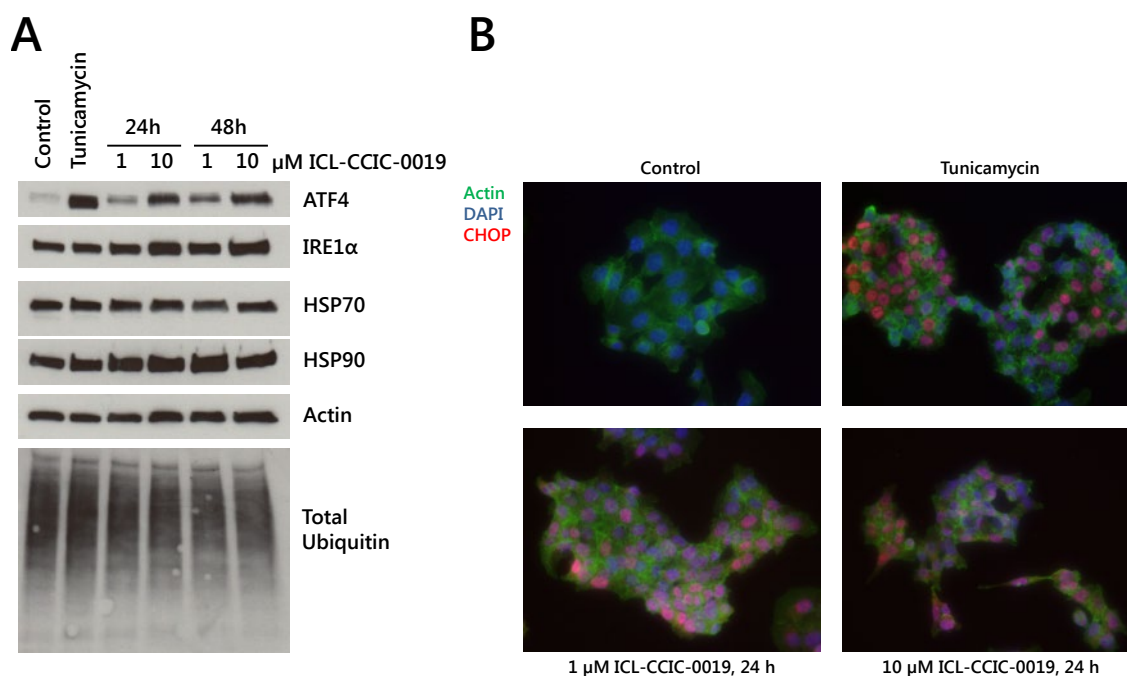 A
B
Control
Tunicamycin
24h
48h
1
10
1
10
μM ICL-CCIC-0019
ATF4
IRE1α
HSP70
HSP90
Actin
Total
Ubiquitin
Control
Tunicamycin
Actin
DAPI
CHOP
1 μM ICL-CCIC-0019, 24 h
10 μM ICL-CCIC-0019, 24 h